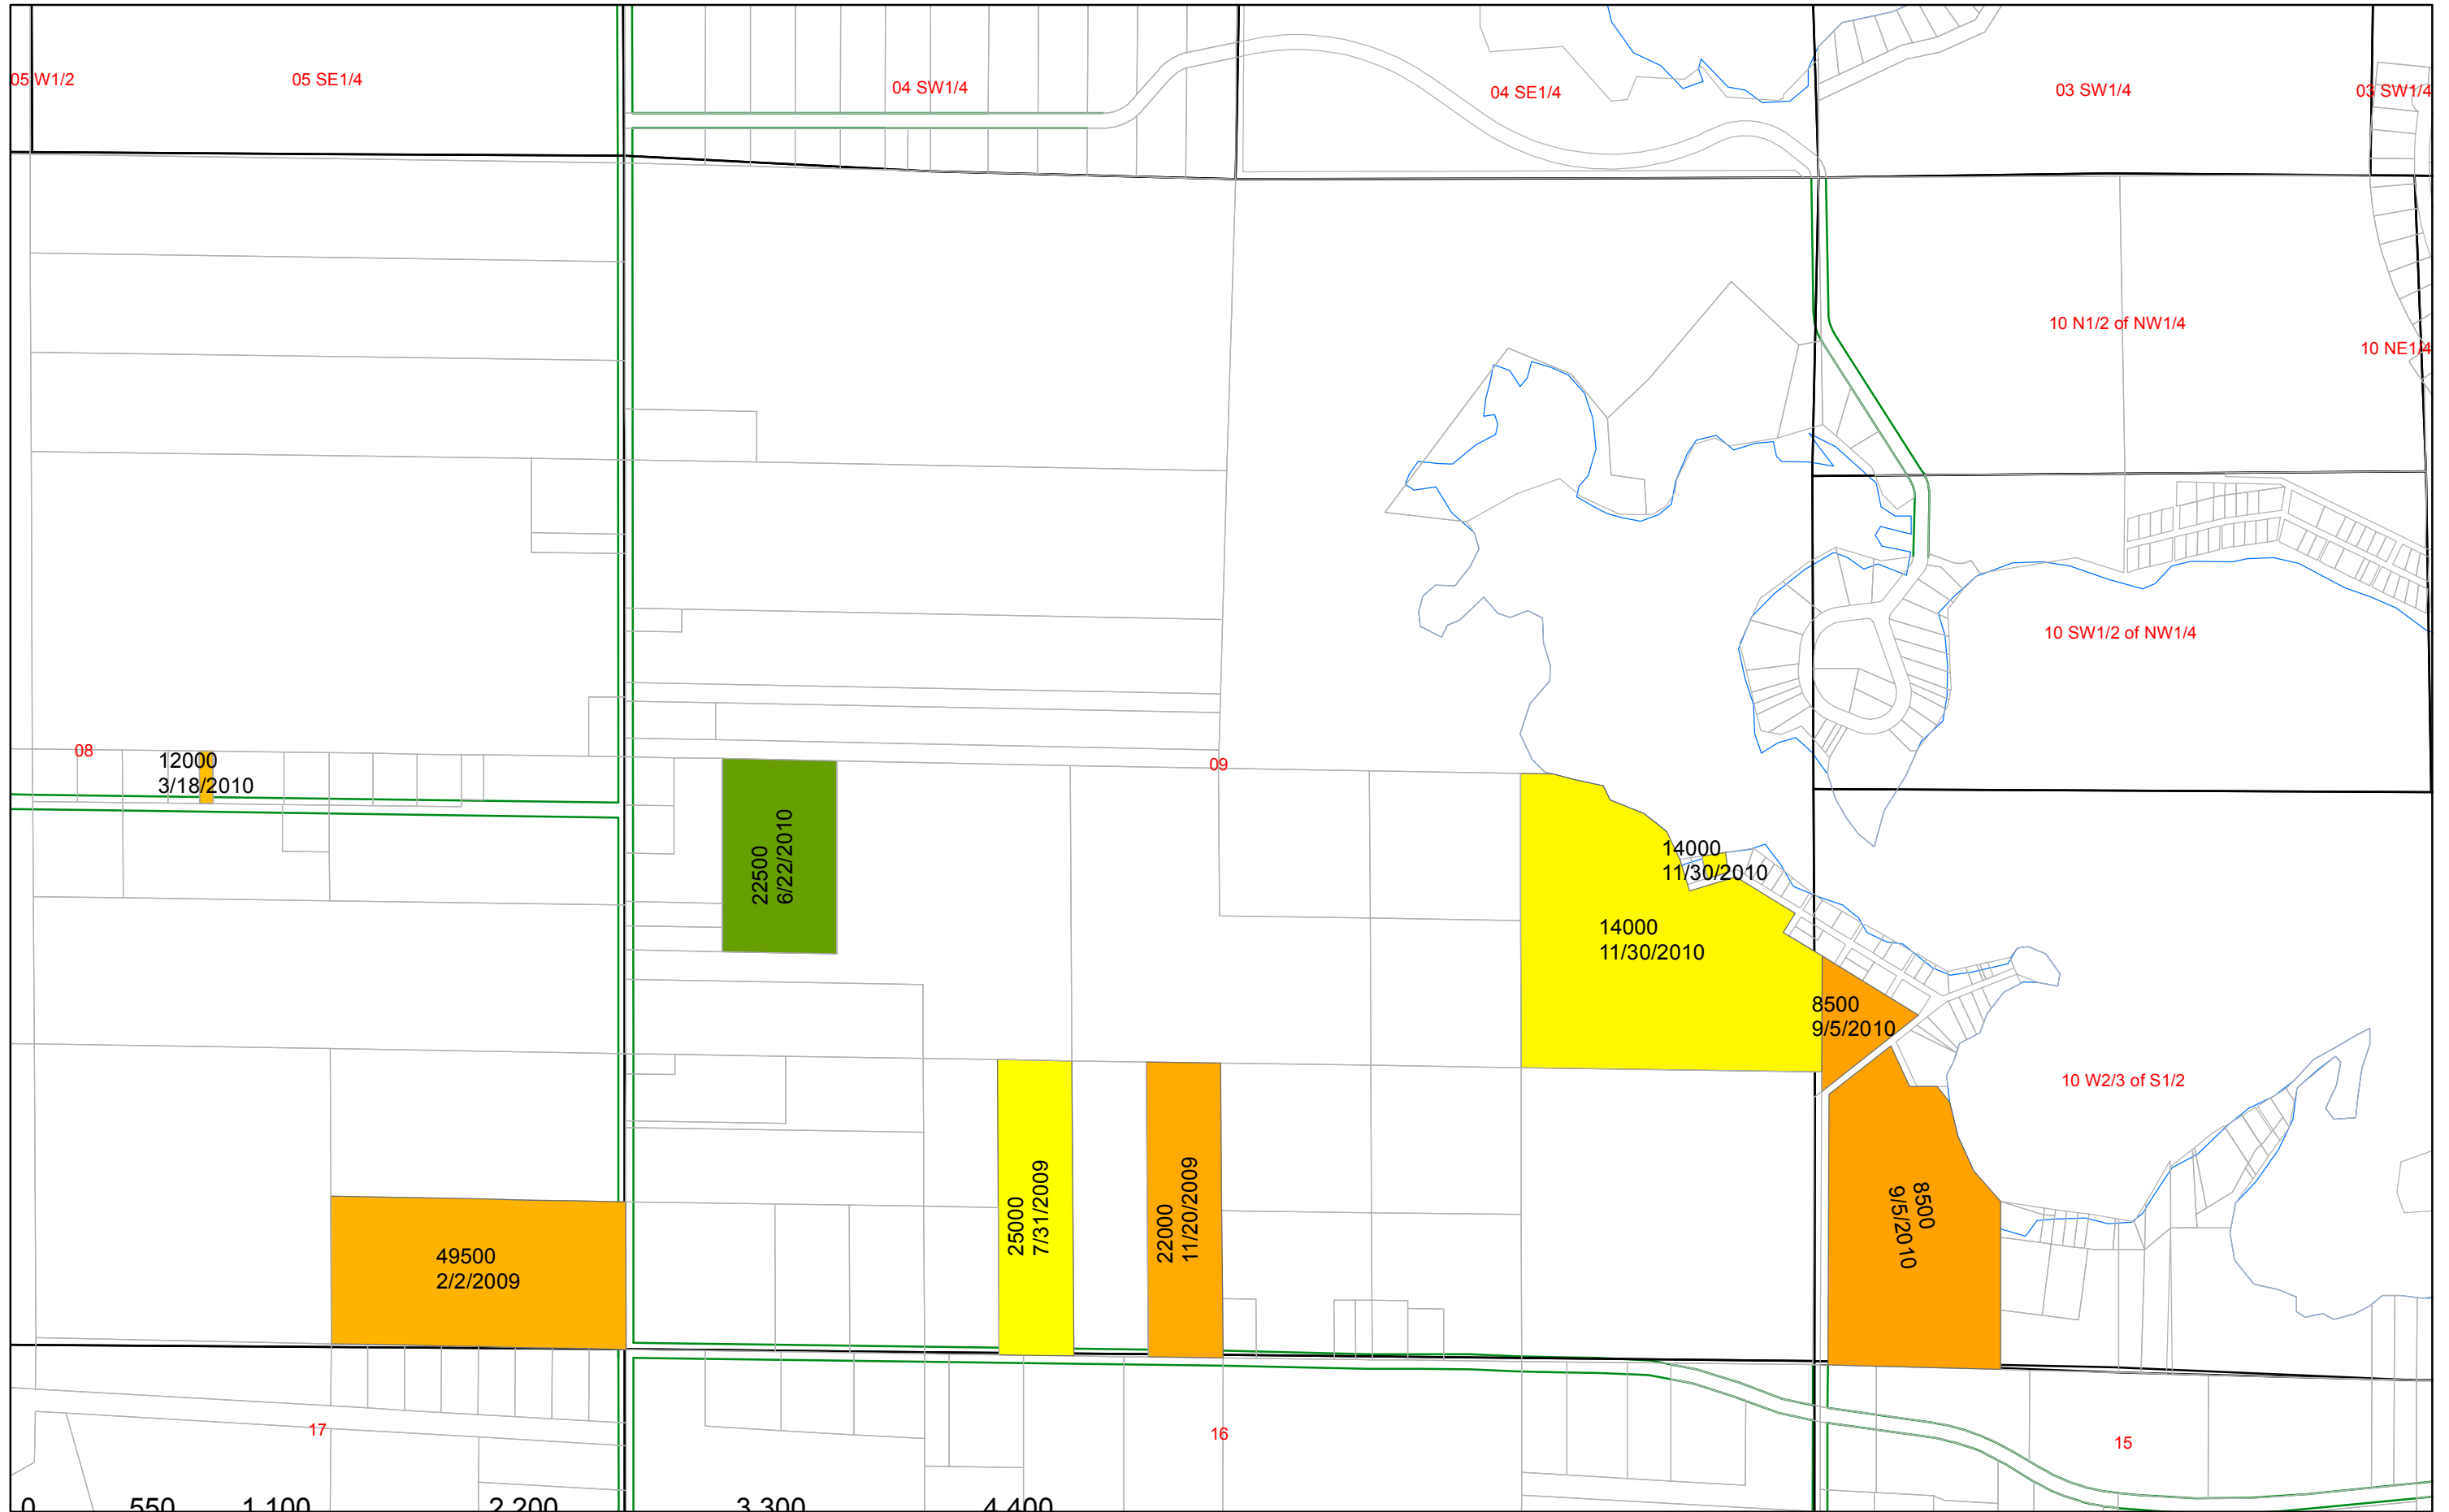 05 W1/2
05 SE1/4
04 SW1/4
04 SE1/4
03 SW1/4
03 SW1/4
10 N1/2 of NW1/4
10 NE1/4
10 SW1/2 of NW1/4
08
12000
3/18/2010
09
22500
6/22/2010
14000
11/30/2010
14000
11/30/2010
8500
9/5/2010
10 W2/3 of S1/2
25000
7/31/2009
22000
11/20/2009
8500
9/5/2010
49500
2/2/2009
17
16
15
0 550 1,100 2,200 3,300 4,400